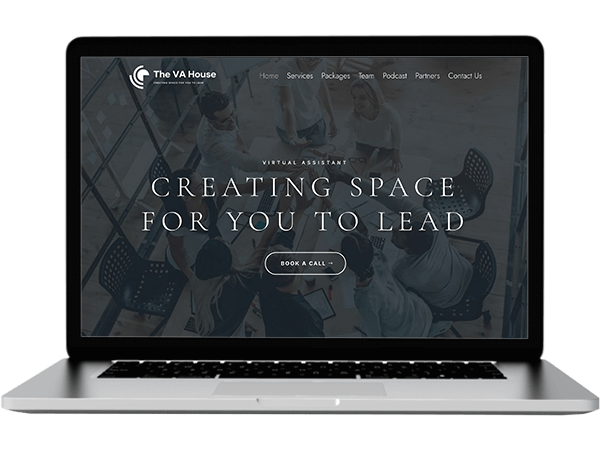 The VA House
CREATING SPACE FOR YOU TO LEAD
Home Services Packages Team Podcast Partners Contact Us
VIRTUAL ASSISTANT
CREATING SPACE
FOR YOU TO LEAD
BOOK A CALL →